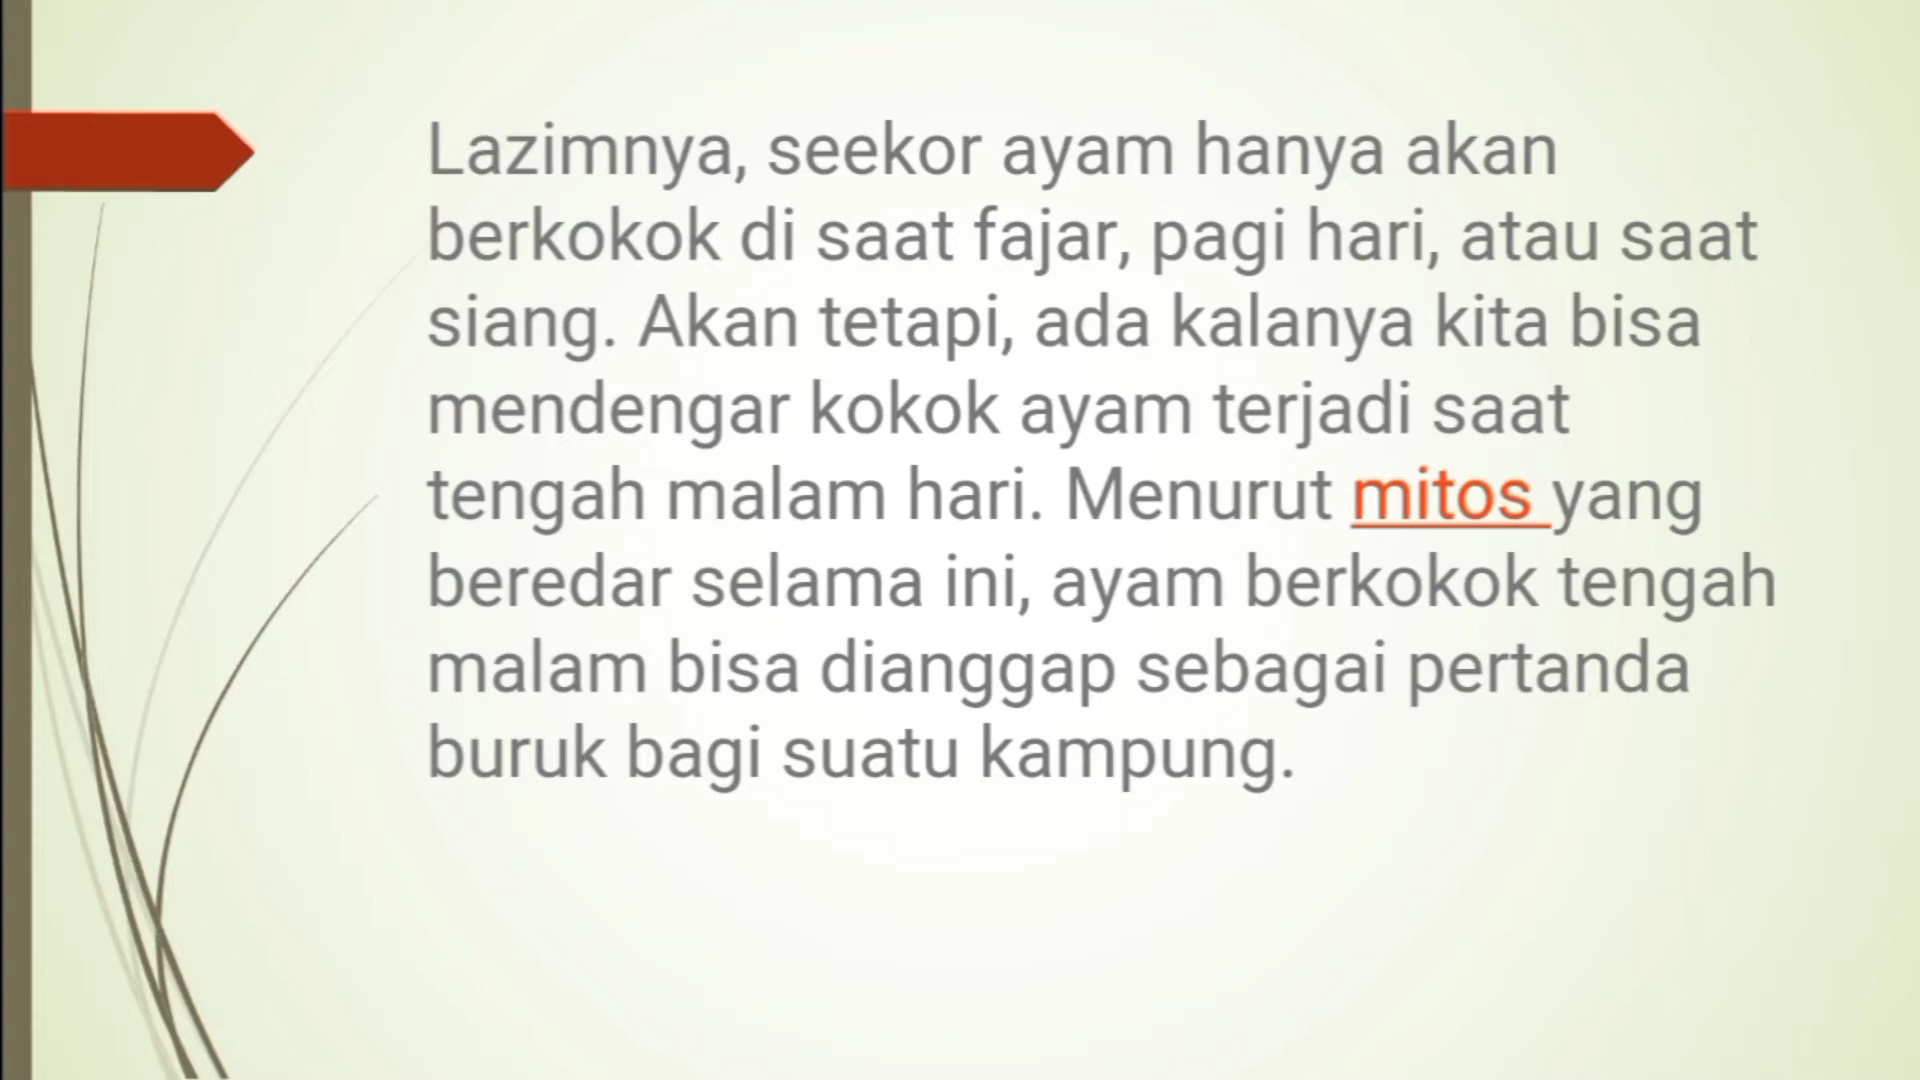 Lazimnya, seekor ayam hanya akan
berkokok di saat fajar, pagi hari, atau saat
siang. Akan tetapi, ada kalanya kita bisa
mendengar kokok ayam terjadi saat
tengah malam hari. Menurut mitos yang
beredar selama ini, ayam berkokok tengah
malam bisa dianggap sebagai pertanda
buruk bagi suatu kampung.